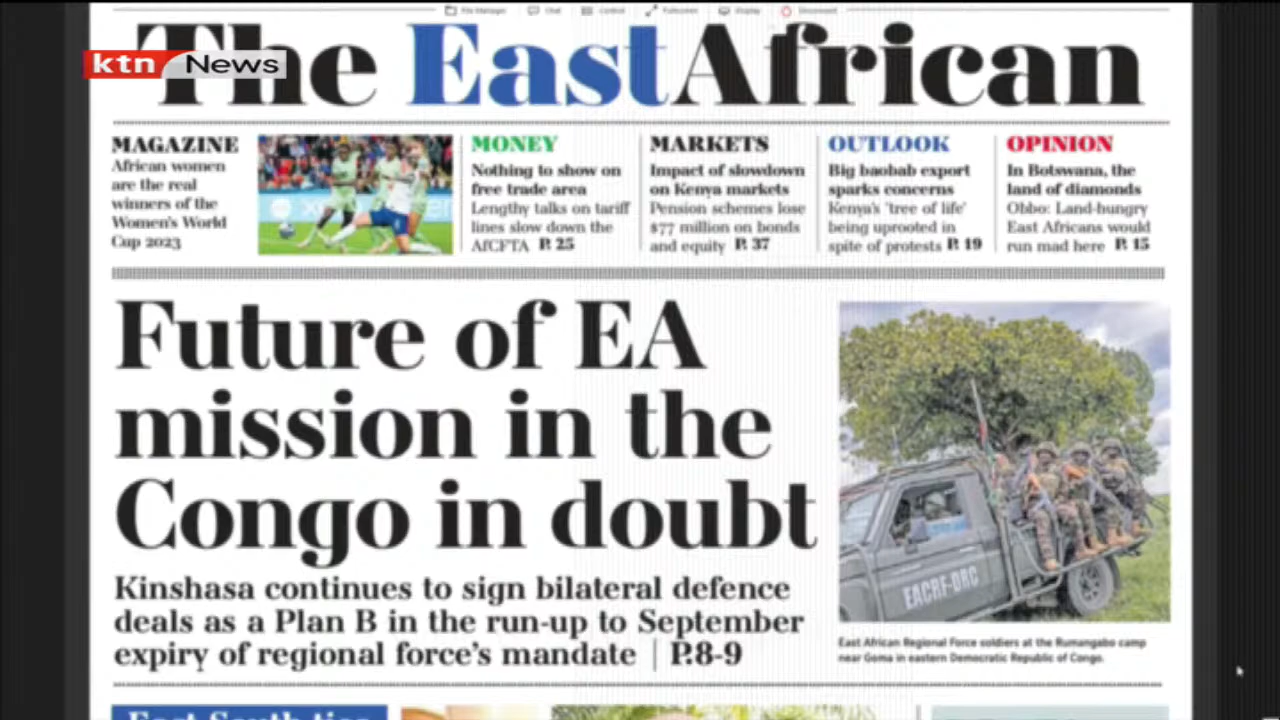 File Manager Chat Control Fullscreen Display Disconnect
ktn News
The EastAfrican
MAGAZINE
African women
are the real
winners of the
Women's World
Cup 2023
MONEY
Nothing to show on
free trade area
Lengthy talks on tariff
lines slow down the
AfCFTA P. 25
MARKETS
Impact of slowdown
on Kenya markets
Pension schemes lose
$77 million on bonds
and equity P. 37
OUTLOOK
Big baobab export
sparks concerns
Kenya's 'tree of life'
being uprooted in
spite of protests P. 19
OPINION
In Botswana, the
land of diamonds
Obbo: Land-hungry
East Africans would
run mad here P. 15
Future of EA
mission in the
Congo in doubt
Kinshasa continues to sign bilateral defence
deals as a Plan B in the run-up to September
expiry of regional force's mandate | P.8-9
EACRF-DRC
East African Regional Force soldiers at the Rumangabo camp
near Goma in eastern Democratic Republic of Congo.